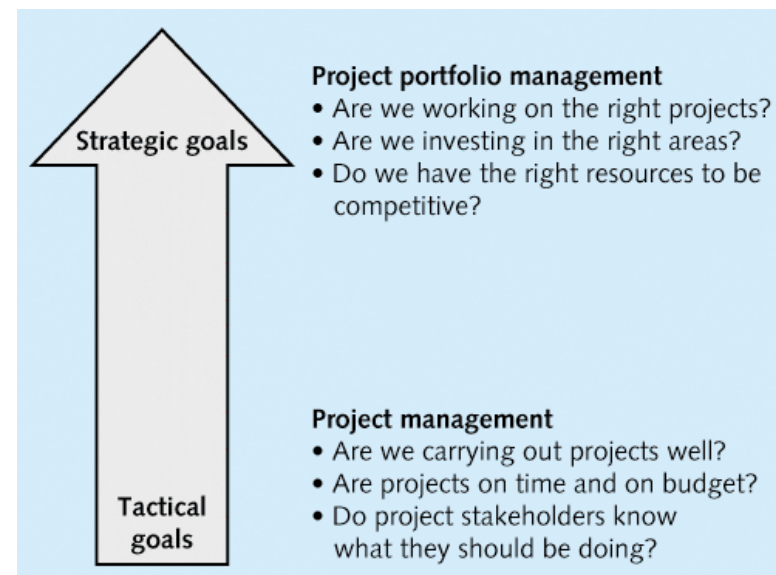 Strategic goals
Project portfolio management
• Are we working on the right projects?
• Are we investing in the right areas?
• Do we have the right resources to be
competitive?
Tactical
goals
Project management
• Are we carrying out projects well?
• Are projects on time and on budget?
• Do project stakeholders know
what they should be doing?